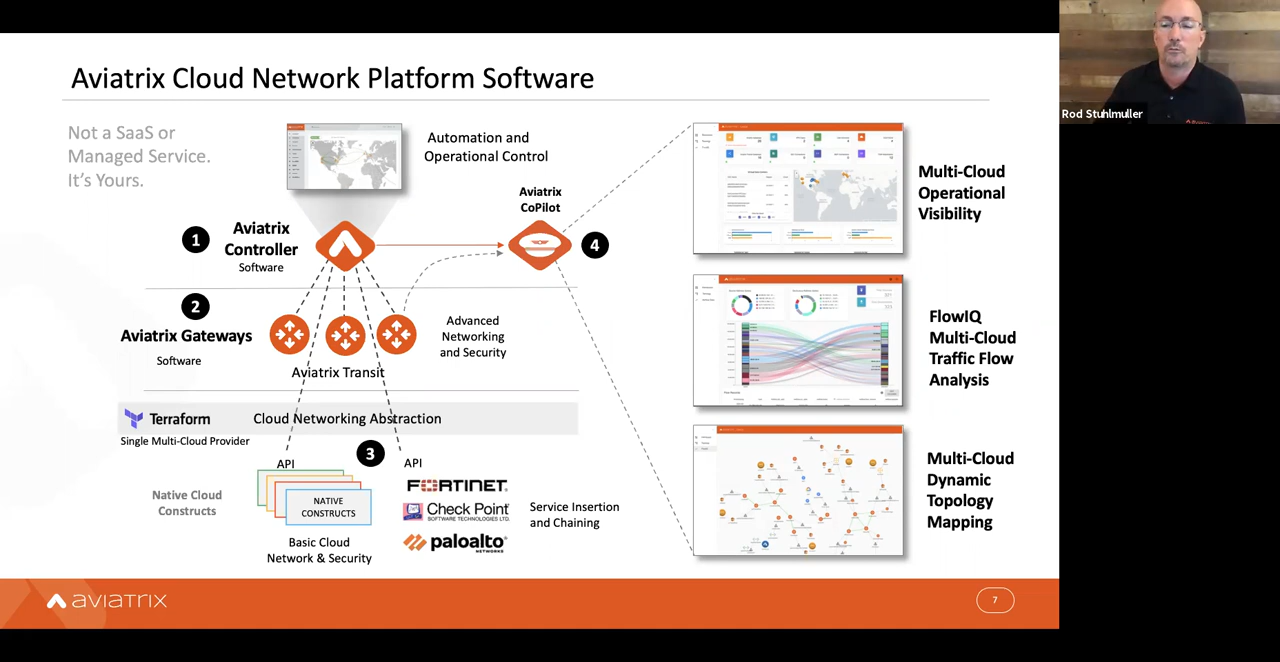 Aviatrix Cloud Network Platform Software
Not a SaaS or
Managed Service.
It's Yours.
Automation and
Operational Control
Aviatrix
CoPilot
1
Aviatrix
Controller
Software
4
2
Aviatrix Gateways
Software
Advanced
Networking
and Security
Aviatrix Transit
Terraform
Cloud Networking Abstraction
Single Multi-Cloud Provider
3
API
API
Native Cloud
Constructs
NATIVE
CONSTRUCTS
Basic Cloud
Network & Security
FORTINET
Check Point
SOFTWARE TECHNOLOGIES LTD.
paloalto
NETWORKS
Service Insertion
and Chaining
Multi-Cloud
Operational
Visibility
FlowIQ
Multi-Cloud
Traffic Flow
Analysis
Multi-Cloud
Dynamic
Topology
Mapping
AVIATRIX
7
Rod Stuhlmuller